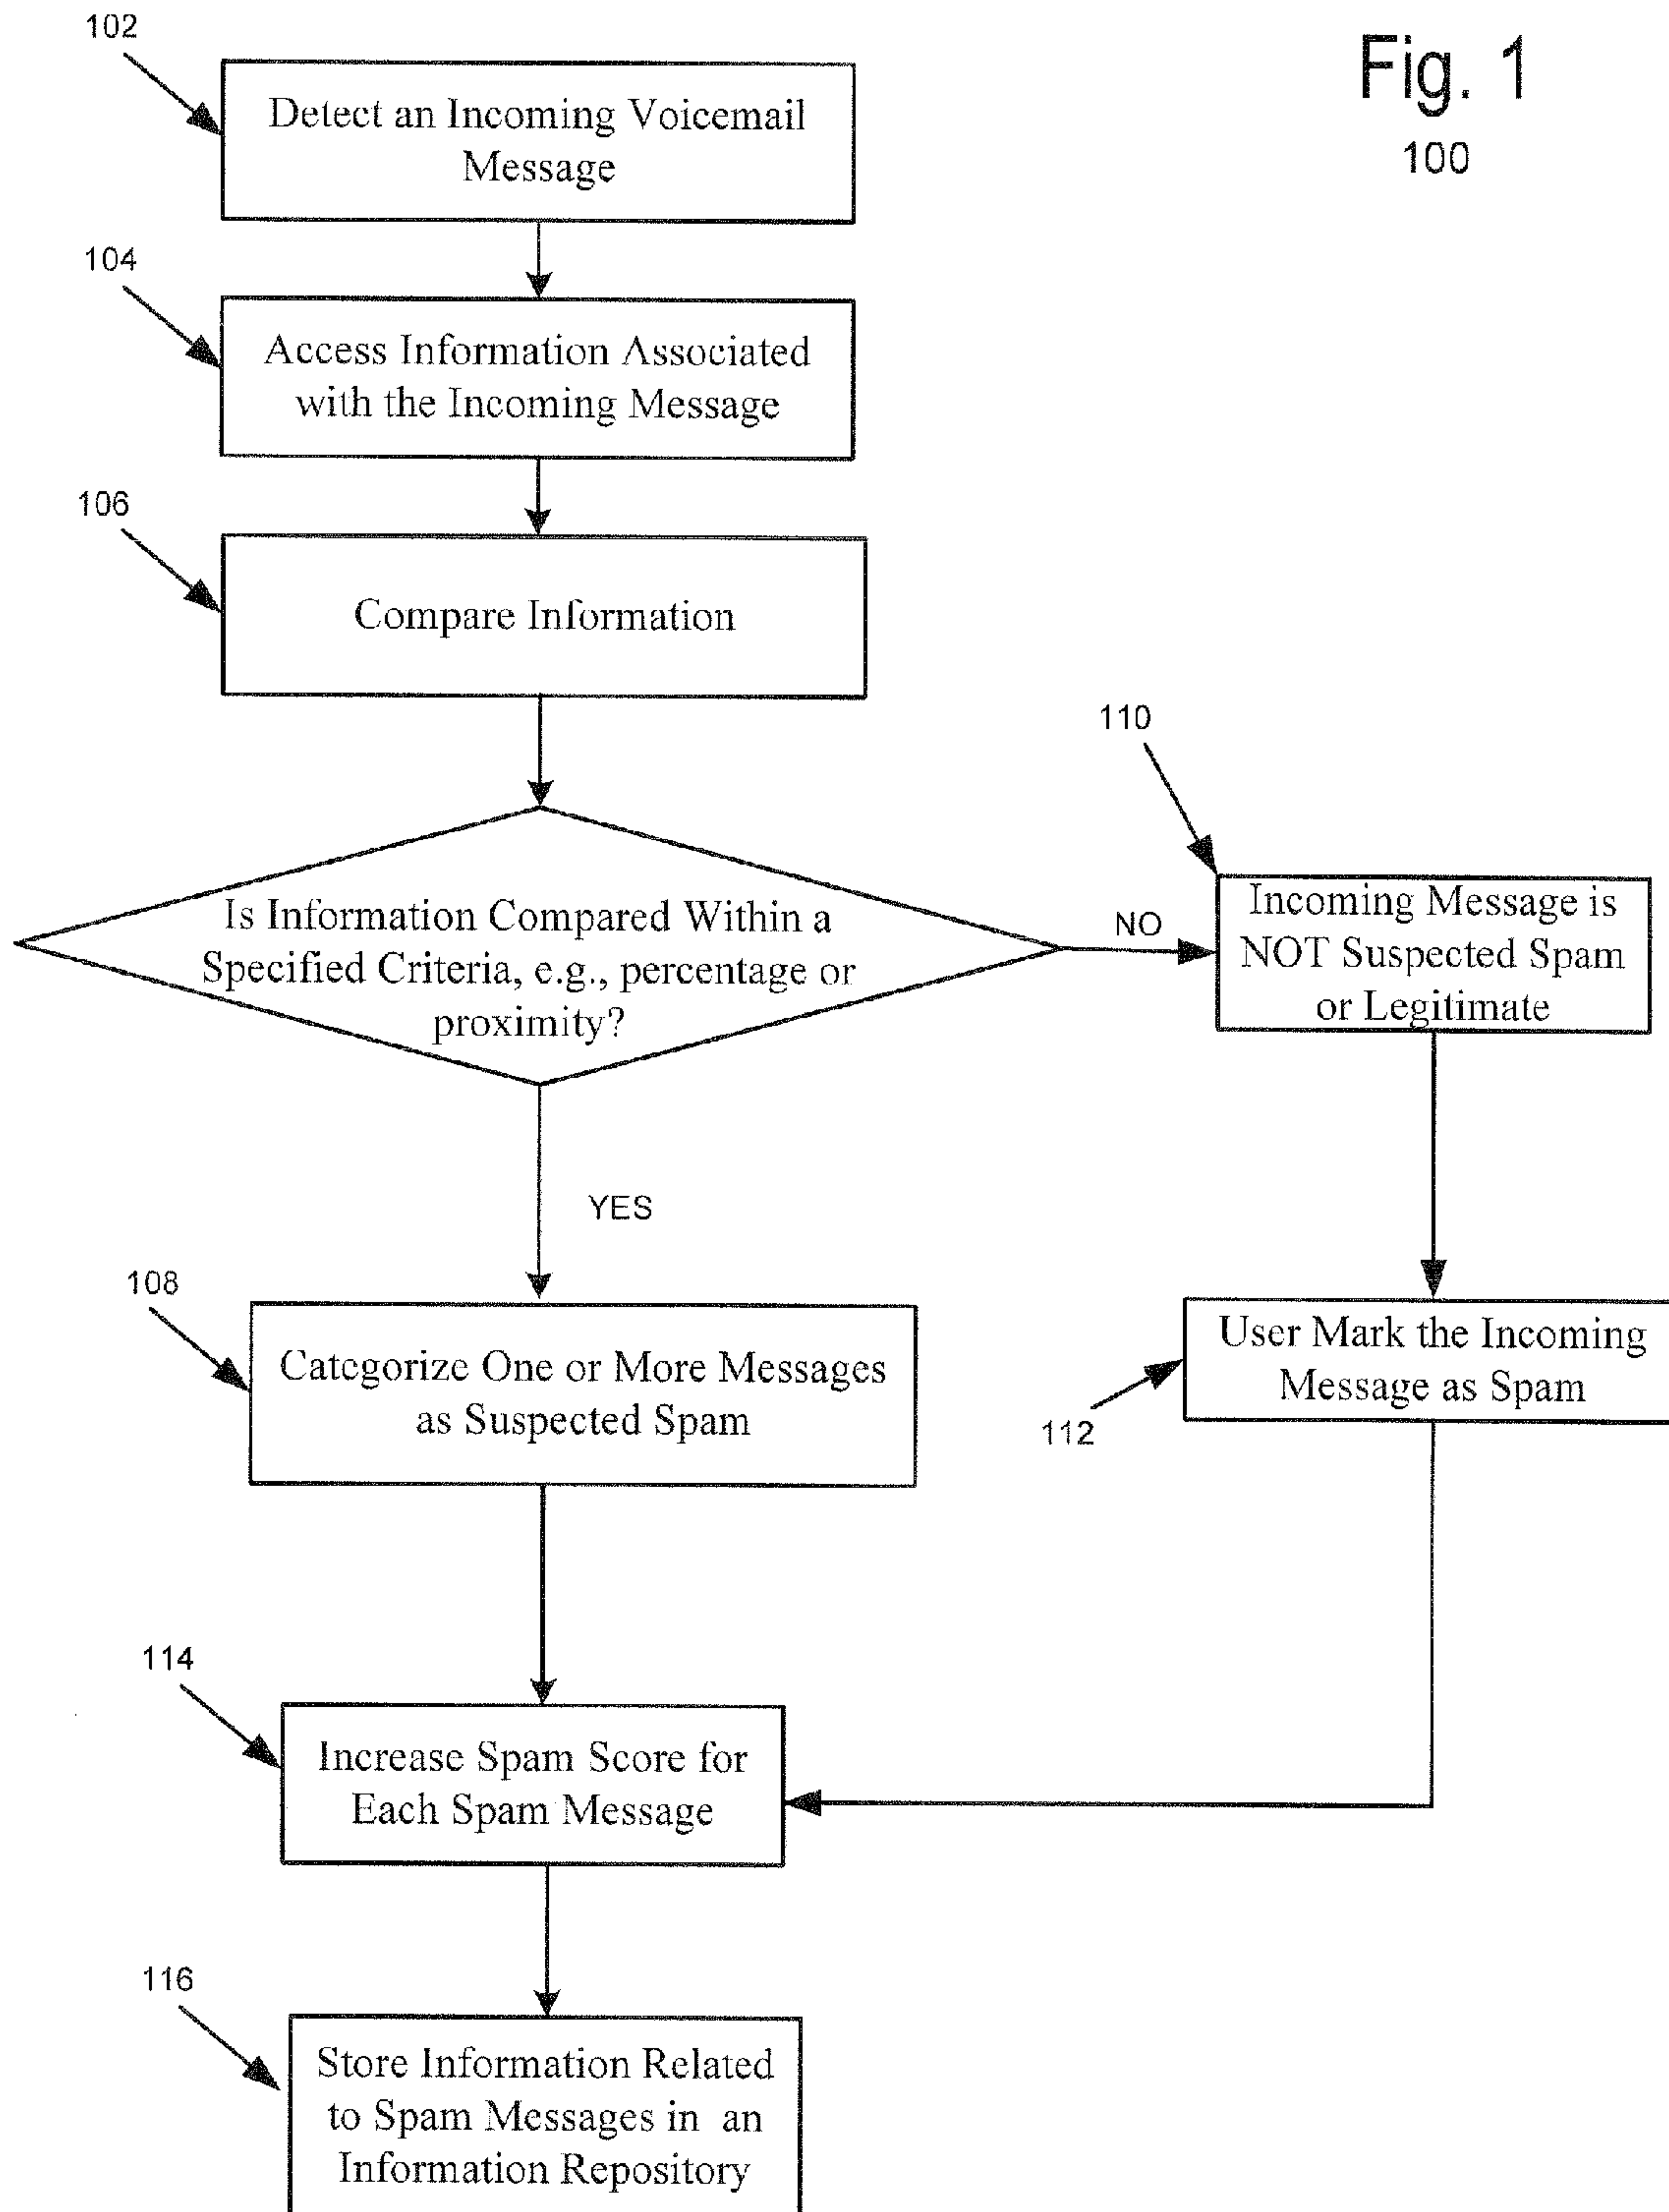 Fig. 1
100
102
Detect an Incoming Voicemail
Message
104
Access Information Associated
with the Incoming Message
106
Compare Information
Is Information Compared Within a
Specified Criteria, e.g., percentage or
proximity?
NO
110
Incoming Message is
NOT Suspected Spam
or Legitimate
YES
108
Categorize One or More Messages
as Suspected Spam
User Mark the Incoming
Message as Spam
112
114
Increase Spam Score for
Each Spam Message
116
Store Information Related
to Spam Messages in an
Information Repository